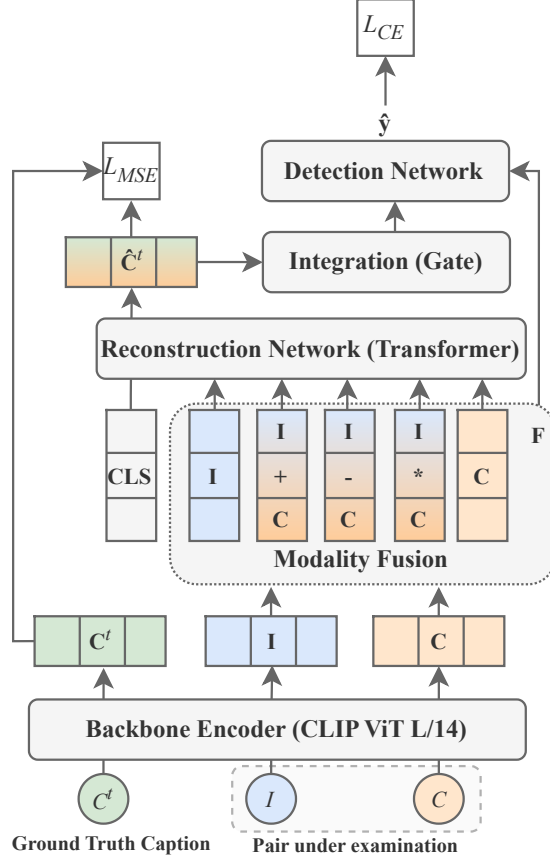 L_CE
ŷ
Detection Network
L_MSE
Ĉ^t
Integration (Gate)
Reconstruction Network (Transformer)
CLS
I
I + C
I - C
I * C
C
F
Modality Fusion
C^t
I
C
Backbone Encoder (CLIP ViT L/14)
C^t
I
C
Ground Truth Caption
Pair under examination